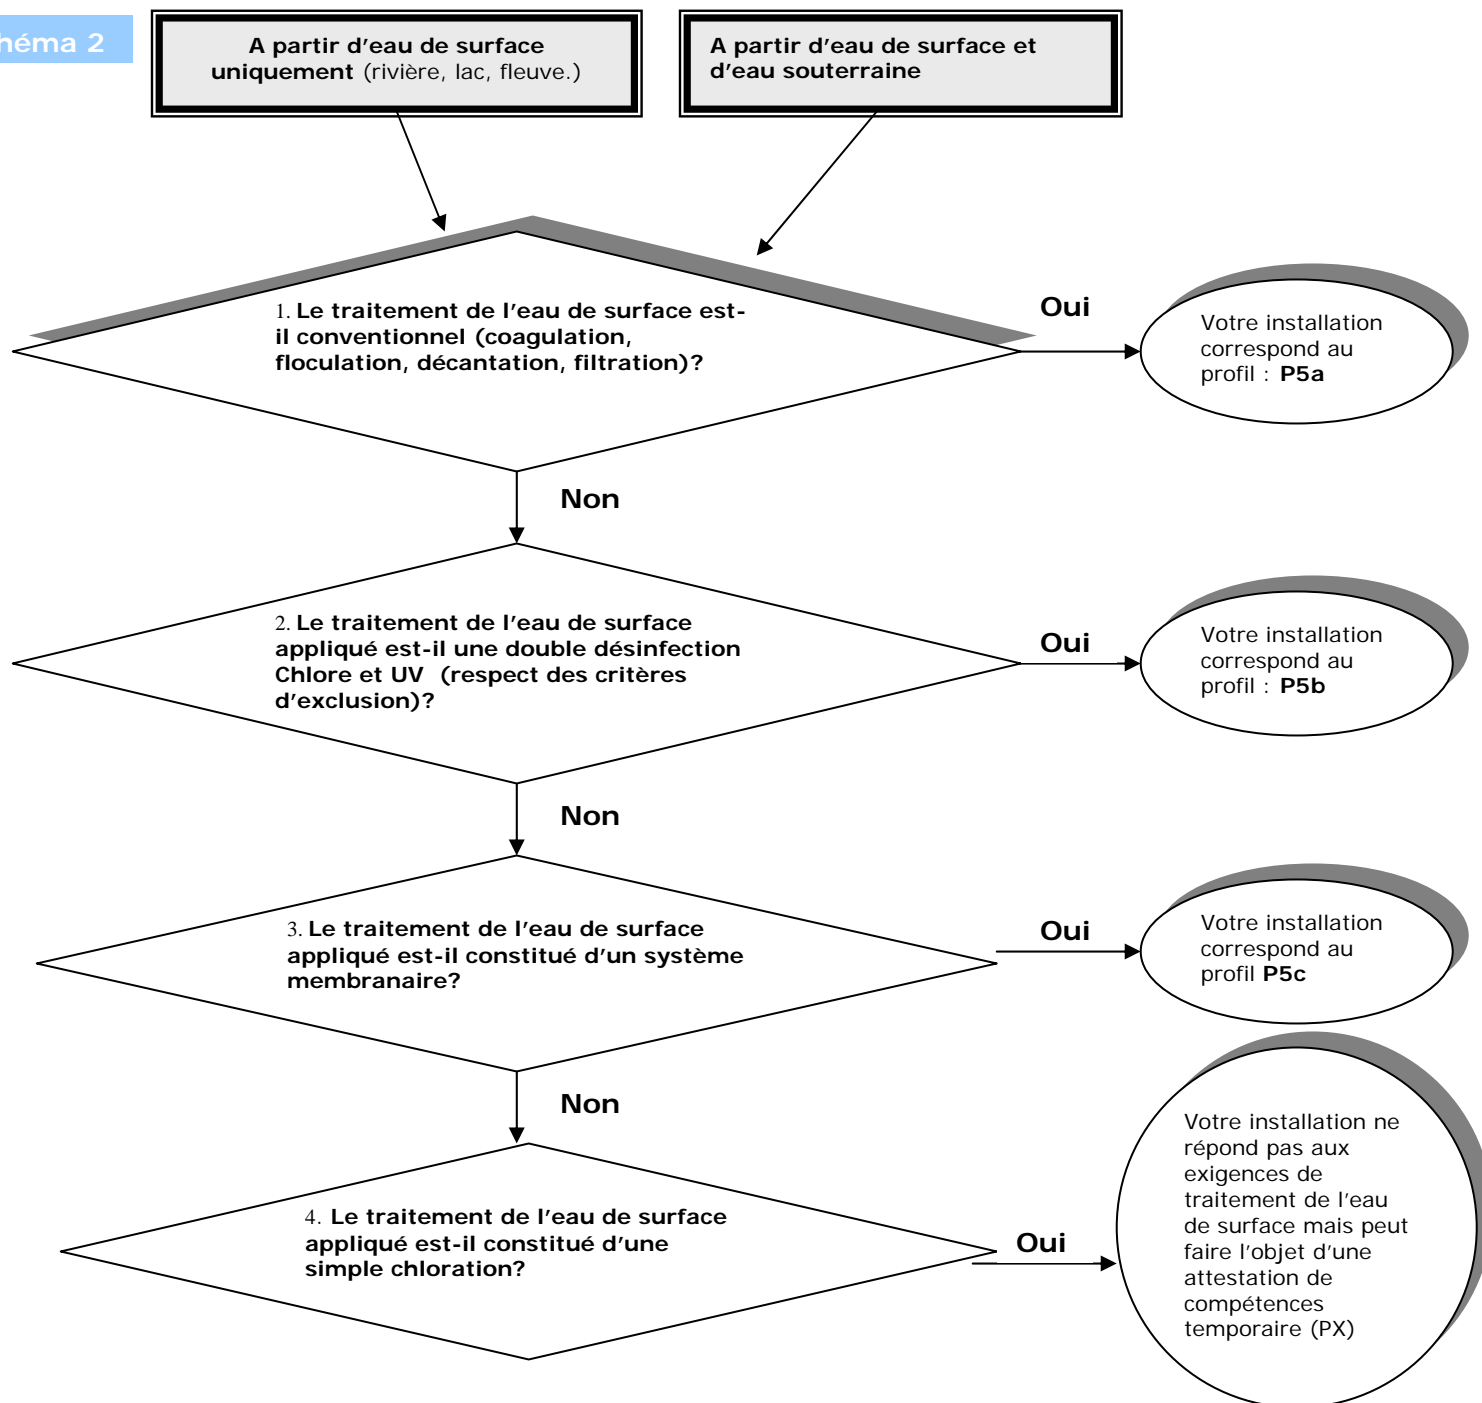 héma 2
A partir d'eau de surface
uniquement (rivière, lac, fleuve.)
A partir d'eau de surface et
d'eau souterraine
1. Le traitement de l'eau de surface est-
il conventionnel (coagulation,
floculation, décantation, filtration)?
Oui
Votre installation
correspond au
profil : P5a
Non
2. Le traitement de l'eau de surface
appliqué est-il une double désinfection
Chlore et UV (respect des critères
d'exclusion)?
Oui
Votre installation
correspond au
profil : P5b
Non
3. Le traitement de l'eau de surface
appliqué est-il constitué d'un système
membranaire?
Oui
Votre installation
correspond au
profil P5c
Non
4. Le traitement de l'eau de surface
appliqué est-il constitué d'une
simple chloration?
Oui
Votre installation ne
répond pas aux
exigences de
traitement de l'eau
de surface mais peut
faire l'objet d'une
attestation de
compétences
temporaire (PX)